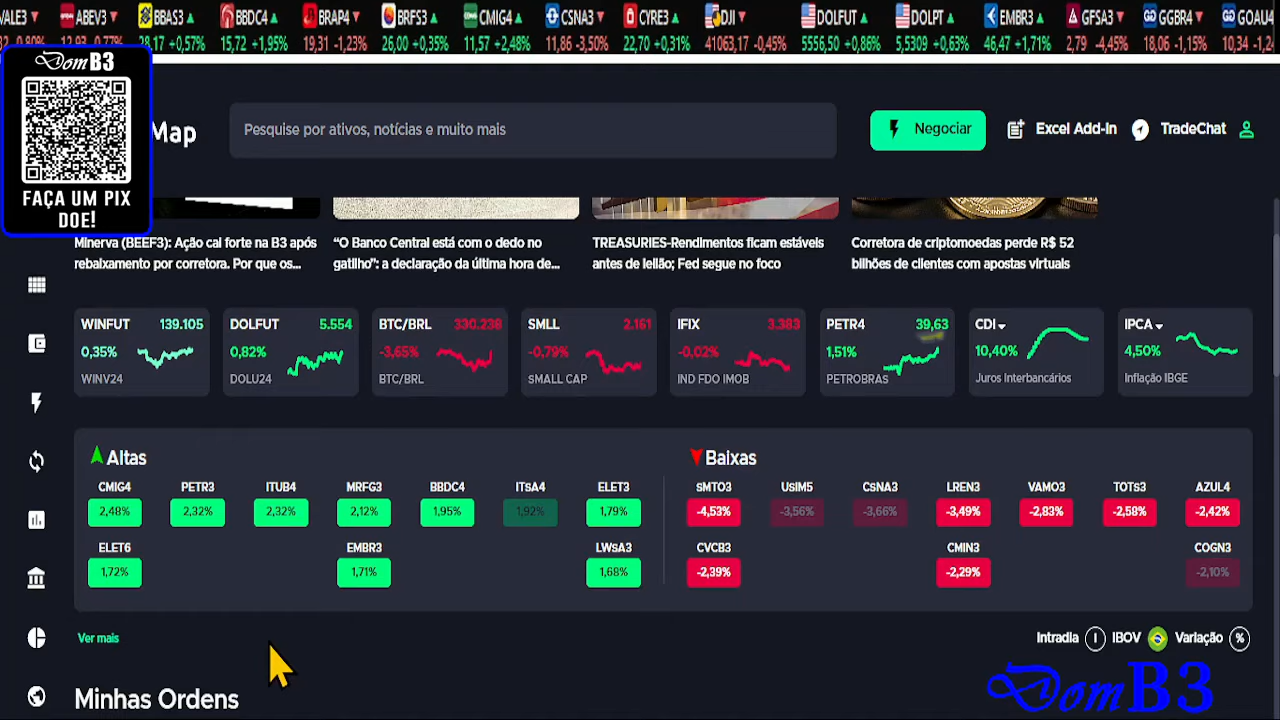 VALE3 ▼ ABEV3 ▼ BBAS3 ▲ BBDC4 ▲ BRAP4 ▼ BRFS3 ▲ CMIG4 ▲ CSNA3 ▼ CYRE3 ▲ DJI ▼ DOLFUT ▲ DOLPT ▲ EMBR3 ▲ GFSA3 ▼ GGBR4 ▼ GOAU4
0,80% 12,93 -0,77% 28,17 +0,57% 15,72 +1,95% 19,31 -1,23% 26,00 +0,35% 11,57 +2,48% 11,86 -3,50% 22,70 +0,31% 41063,17 -0,45% 5556,50 +0,86% 5,5309 +0,63% 46,47 +1,71% 2,79 -4,45% 18,06 -1,15% 10,34 -1,2
DomB3
FAÇA UM PIX
DOE!
Map
Pesquise por ativos, notícias e muito mais
Negociar
Excel Add-In
TradeChat
Minerva (BEEF3): Ação cai forte na B3 após
rebaixamento por corretora. Por que os...
“O Banco Central está com o dedo no
gatilho”: a declaração da última hora de...
TREASURIES-Rendimentos ficam estáveis
antes de leilão; Fed segue no foco
Corretora de criptomoedas perde R$ 52
bilhões de clientes com apostas virtuais
WINFUT 139.105
0,35%
WINV24
DOLFUT 5.554
0,82%
DOLU24
BTC/BRL 330.238
-3,65%
BTC/BRL
SMLL 2.161
-0,79%
SMALL CAP
IFIX 3.383
-0,02%
IND FDO IMOB
PETR4 39,63
1,51%
PETROBRAS
CDI
10,40%
Juros Interbancários
IPCA
4,50%
Inflação IBGE
Altas
CMIG4 PETR3 ITUB4 MRFG3 BBDC4 ITsA4 ELET3
2,48% 2,32% 2,32% 2,12% 1,95% 1,92% 1,79%
ELET6 EMBR3 LWsA3
1,72% 1,71% 1,68%
Baixas
sMTO3 UsIM5 CsNA3 LREN3 VAMO3 TOTs3 AZUL4
-4,53% -3,56% -3,66% -3,49% -2,83% -2,58% -2,42%
CVCB3 CMIN3 COGN3
-2,39% -2,29% -2,10%
Ver mais
Intradia I IBOV Variação %
Minhas Ordens
DomB3